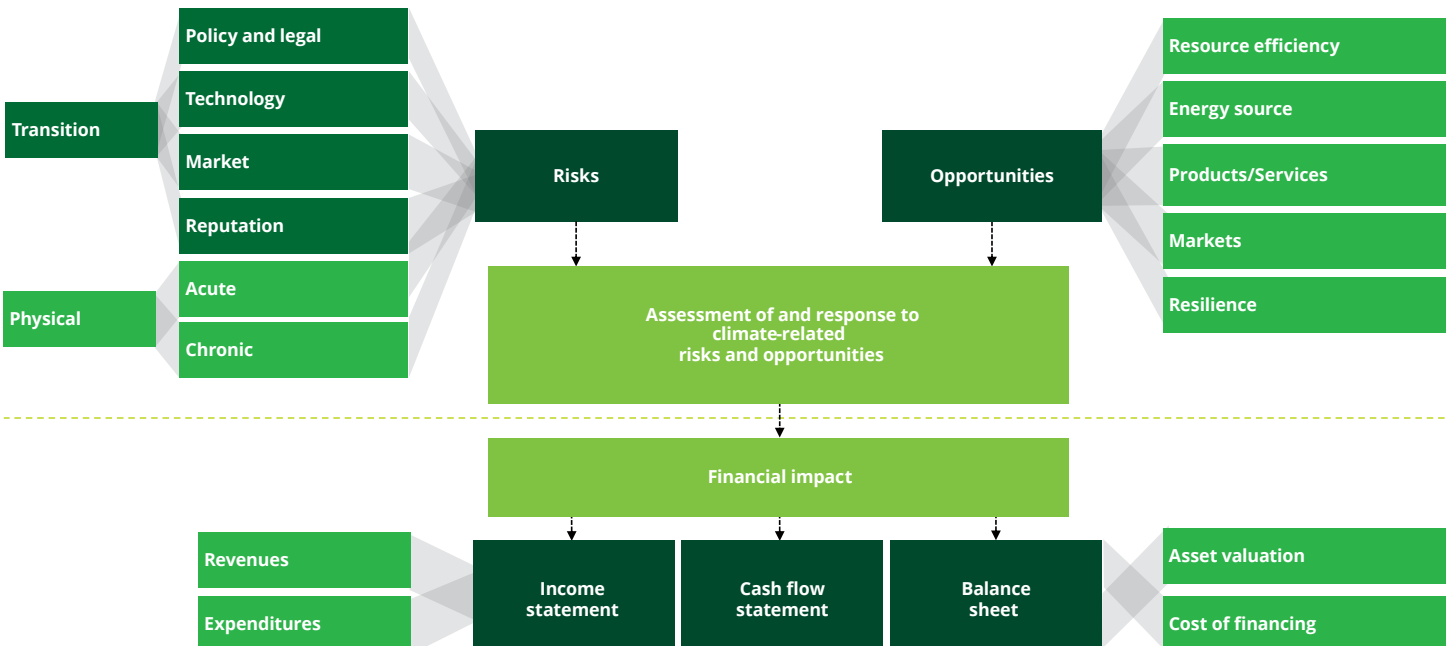 Policy and legal
Technology
Transition
Market
Reputation
Physical
Acute
Chronic
Risks
Opportunities
Resource efficiency
Energy source
Products/Services
Markets
Resilience
Assessment of and response to
climate-related
risks and opportunities
Financial impact
Revenues
Expenditures
Income
statement
Cash flow
statement
Balance
sheet
Asset valuation
Cost of financing